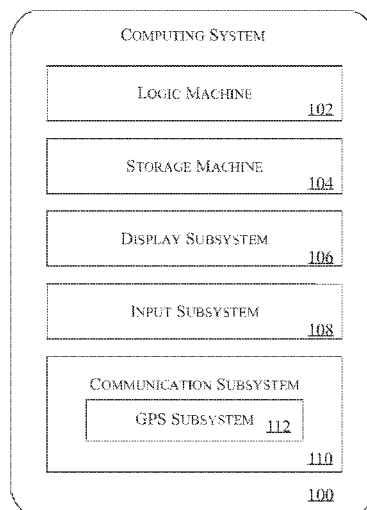 COMPUTING SYSTEM
LOGIC MACHINE
102
STORAGE MACHINE
104
DISPLAY SUBSYSTEM
106
INPUT SUBSYSTEM
108
COMMUNICATION SUBSYSTEM
GPS SUBSYSTEM 112
110
100